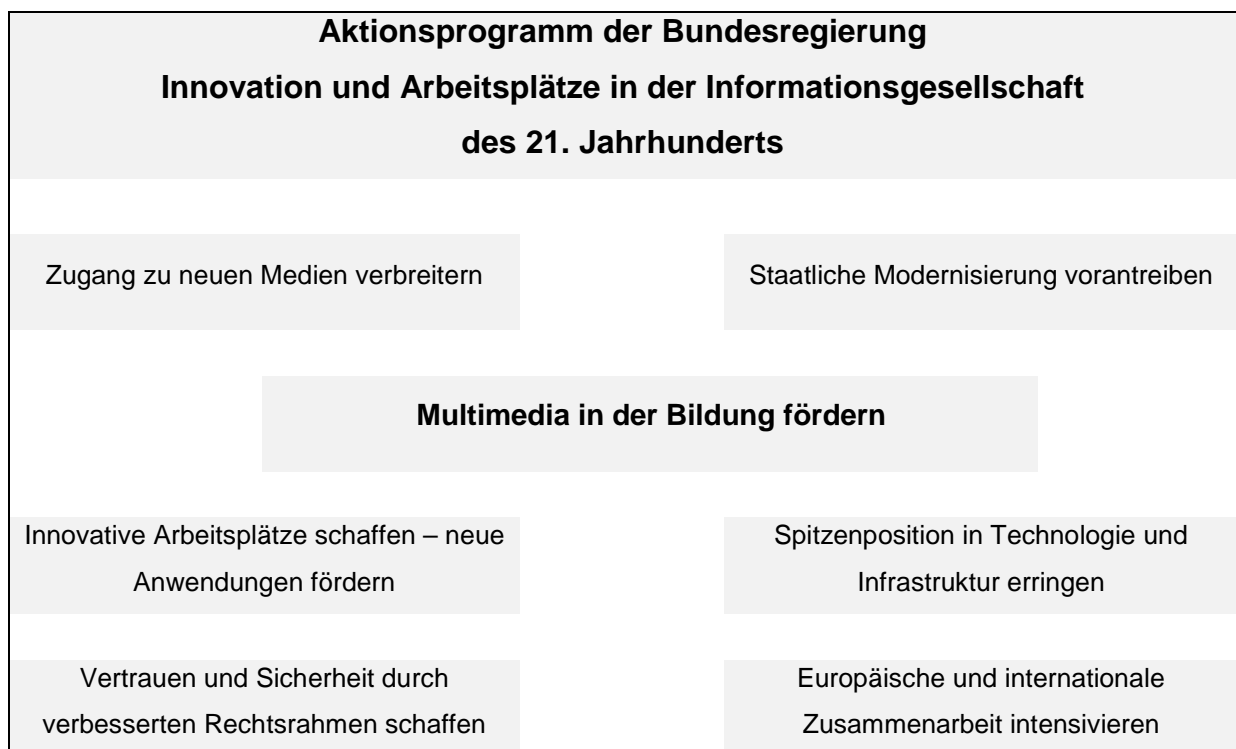 Aktionsprogramm der Bundesregierung
Innovation und Arbeitsplätze in der Informationsgesellschaft
des 21. Jahrhunderts
Zugang zu neuen Medien verbreitern
Staatliche Modernisierung vorantreiben
Multimedia in der Bildung fördern
Innovative Arbeitsplätze schaffen – neue
Anwendungen fördern
Spitzenposition in Technologie und
Infrastruktur erringen
Vertrauen und Sicherheit durch
verbesserten Rechtsrahmen schaffen
Europäische und internationale
Zusammenarbeit intensivieren